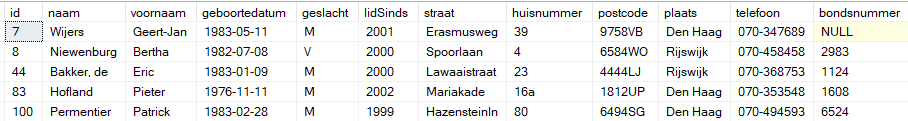 id naam voornaam geboortedatum geslacht lidSinds straat huisnummer postcode plaats telefoon bondsnummer
7 Wijers Geert-Jan 1983-05-11 M 2001 Erasmusweg 39 9758VB Den Haag 070-347689 NULL
8 Niewenburg Bertha 1982-07-08 V 2000 Spoorlaan 4 6584WO Rijswijk 070-458458 2983
44 Bakker, de Eric 1983-01-09 M 2000 Lawaaistraat 23 4444LJ Rijswijk 070-368753 1124
83 Hofland Pieter 1976-11-11 M 2002 Mariakade 16a 1812UP Den Haag 070-353548 1608
100 Permentier Patrick 1983-02-28 M 1999 Hazensteinln 80 6494SG Den Haag 070-494593 6524